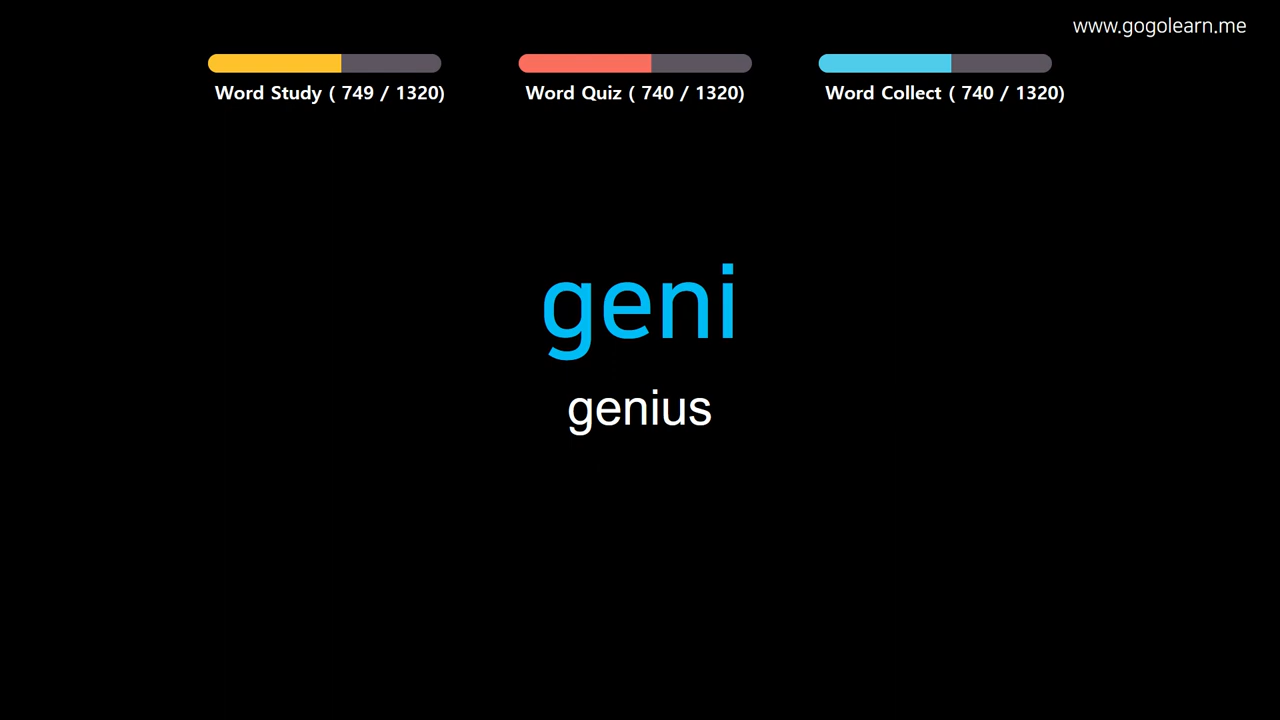 www.gogolearn.me
Word Study ( 749 / 1320)
Word Quiz ( 740 / 1320)
Word Collect ( 740 / 1320)
geni
genius